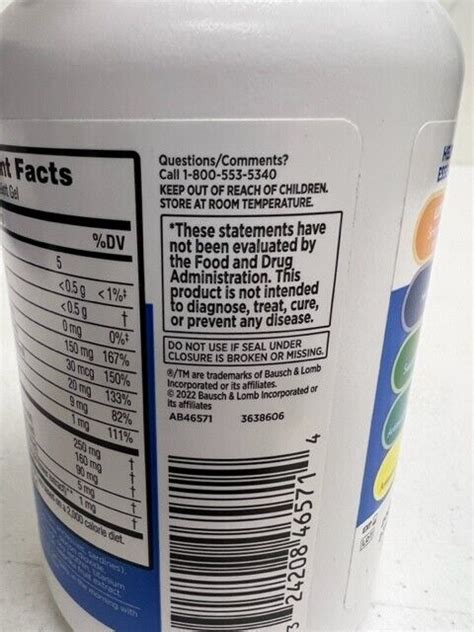 nt Facts
%DV
5
<0.5 g <1%‡
<0.5 g †
0 mg 0%‡
150 mg 167%
30 mcg 150%
20 mg 133%
9 mg 82%
1 mg 111%
250 mg †
160 mg †
90 mg †
5 mg †
1 mg †
2,000 calorie diet.
Questions/Comments?
Call 1-800-553-5340
KEEP OUT OF REACH OF CHILDREN.
STORE AT ROOM TEMPERATURE.
*These statements have
not been evaluated by
the Food and Drug
Administration. This
product is not intended
to diagnose, treat, cure,
or prevent any disease.
DO NOT USE IF SEAL UNDER
CLOSURE IS BROKEN OR MISSING.
®/TM are trademarks of Bausch & Lomb
Incorporated or its affiliates.
© 2022 Bausch & Lomb Incorporated or
its affiliates
AB46571 3638606
3 24208 46571 4